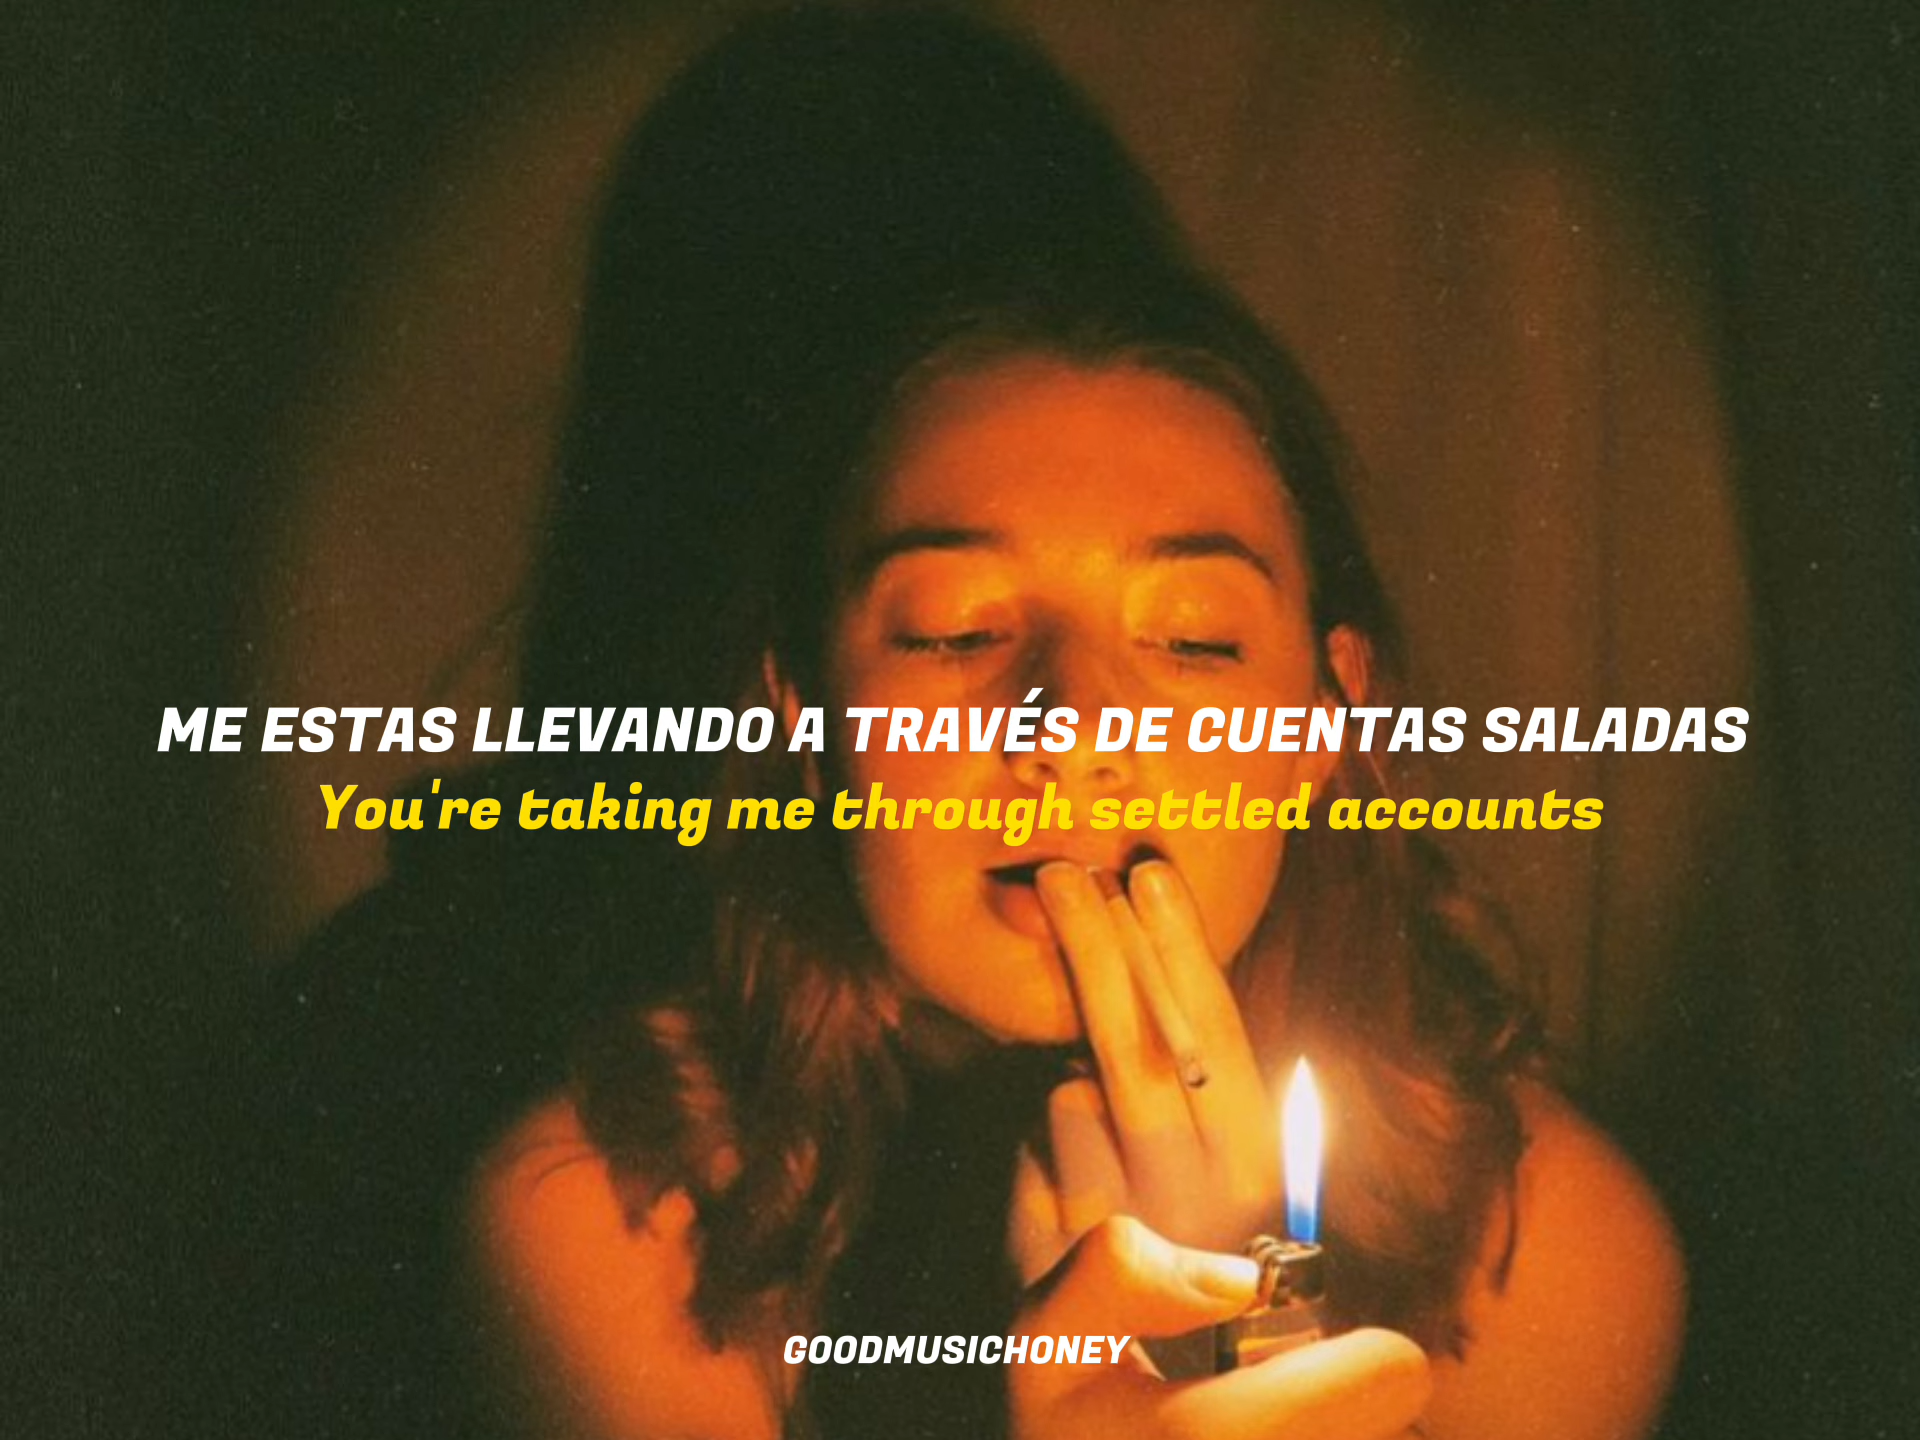 ME ESTAS LLEVANDO A TRAVÉS DE CUENTAS SALADAS
You're taking me through settled accounts
GOODMUSICHONEY